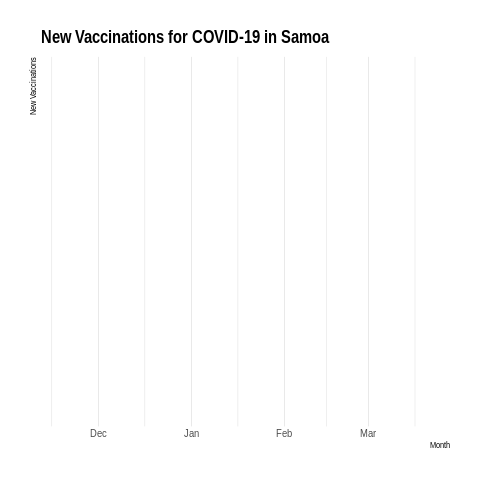 New Vaccinations for COVID-19 in Samoa
New Vaccinations
Dec Jan Feb Mar
Month